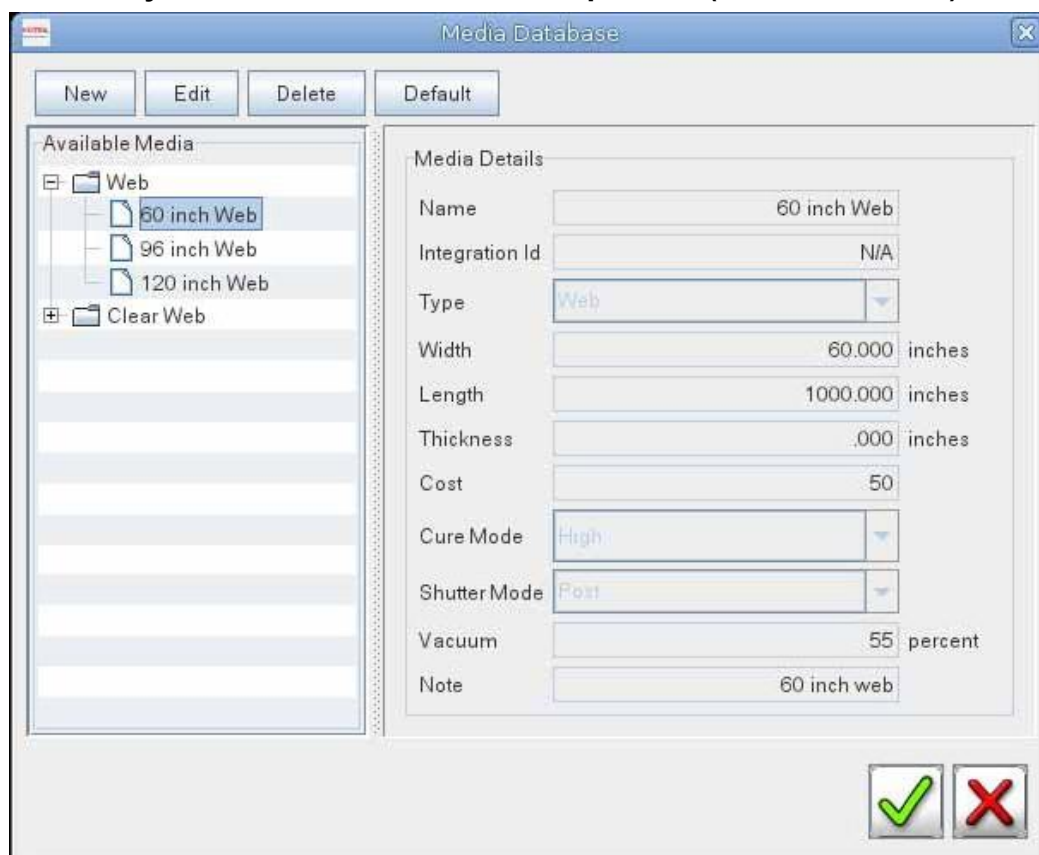 Media Database
New Edit Delete Default
Available Media
Web
60 inch Web
96 inch Web
120 inch Web
Clear Web
Media Details
Name 60 inch Web
Integration Id N/A
Type Web
Width 60.000 inches
Length 1000.000 inches
Thickness .000 inches
Cost 50
Cure Mode High
Shutter Mode Post
Vacuum 55 percent
Note 60 inch web